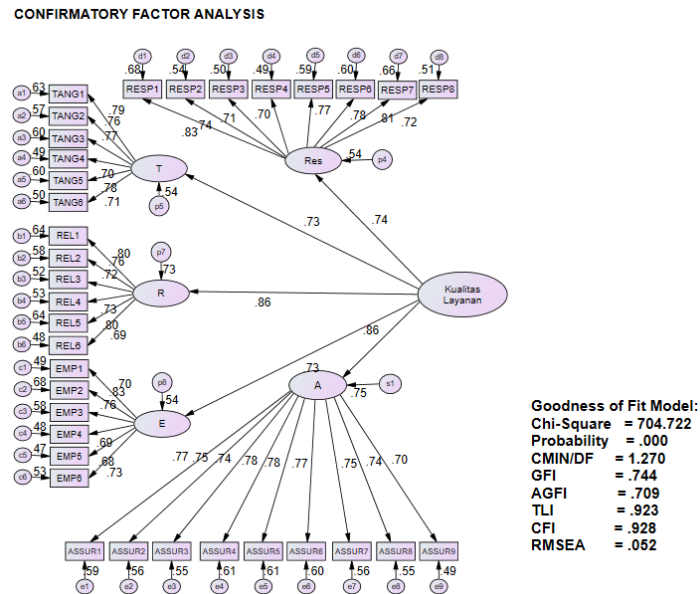 CONFIRMATORY FACTOR ANALYSIS
d1 d2 d3 d4 d5 d6 d7 d8
.68 .54 .50 .49 .59 .60 .66 .51
RESP1 RESP2 RESP3 RESP4 RESP5 RESP6 RESP7 RESP8
.83 .74 .71 .70 .77 .78 .81 .72
Res .54 p4
a1 .63 TANG1 .79
a2 .57 TANG2 .76
a3 .60 TANG3 .77
a4 .49 TANG4 .70
a5 .60 TANG5 .78
a6 .50 TANG6 .71
T .54
p5
.73 .74
b1 .64 REL1 .80
b2 .58 REL2 .76
b3 .52 REL3 .72
b4 .53 REL4 .73
b5 .64 REL5 .80
b6 .48 REL6 .69
p7
.73
R
.86
Kualitas
Layanan
.86
c1 .49 EMP1 .70
c2 .68 EMP2 .83
c3 .58 EMP3 .76
c4 .48 EMP4 .69
c5 .47 EMP5 .68
c6 .53 EMP6 .73
p8
.54
E
.73
A .75 s1
.77 .75 .74 .78 .78 .77 .75 .74 .70
ASSUR1 ASSUR2 ASSUR3 ASSUR4 ASSUR5 ASSUR6 ASSUR7 ASSUR8 ASSUR9
.59 .56 .55 .61 .61 .60 .56 .55 .49
e1 e2 e3 e4 e5 e6 e7 e8 e9
Goodness of Fit Model:
Chi-Square = 704.722
Probability = .000
CMIN/DF = 1.270
GFI = .744
AGFI = .709
TLI = .923
CFI = .928
RMSEA = .052